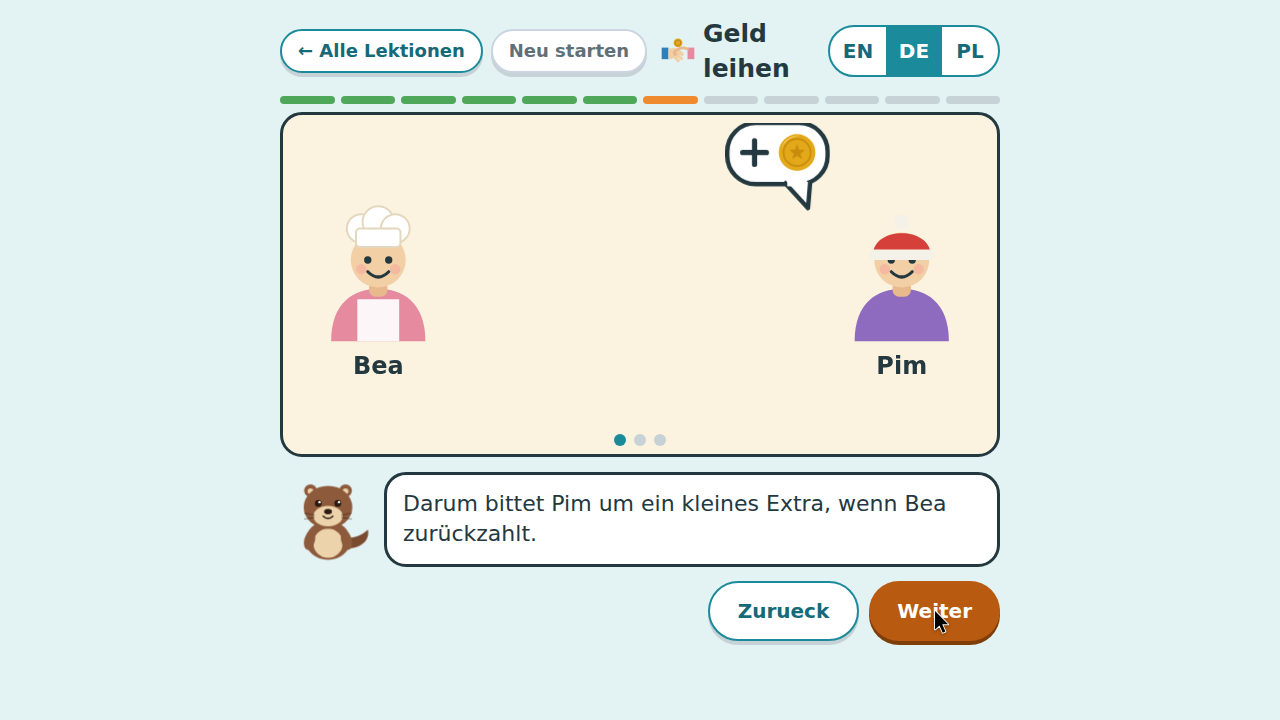 ← Alle Lektionen
Neu starten
Geld
leihen
EN DE PL
Bea
Pim
Darum bittet Pim um ein kleines Extra, wenn Bea
zurückzahlt.
Zurueck
Weiter